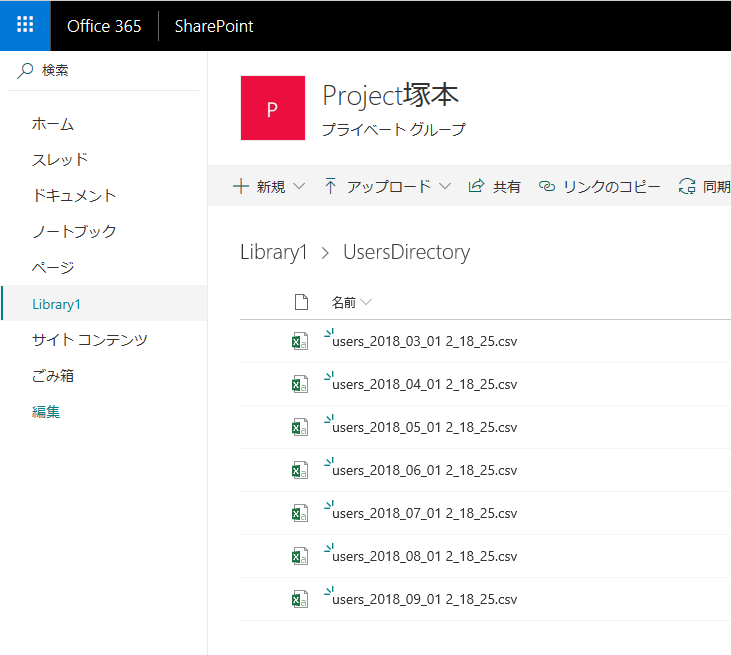 Office 365 SharePoint
検索
P
Project塚本
プライベート グループ
ホーム
スレッド
ドキュメント
ノートブック
ページ
Library1
サイト コンテンツ
ごみ箱
編集
新規 アップロード 共有 リンクのコピー 同期
Library1 > UsersDirectory
名前
users_2018_03_01 2_18_25.csv
users_2018_04_01 2_18_25.csv
users_2018_05_01 2_18_25.csv
users_2018_06_01 2_18_25.csv
users_2018_07_01 2_18_25.csv
users_2018_08_01 2_18_25.csv
users_2018_09_01 2_18_25.csv